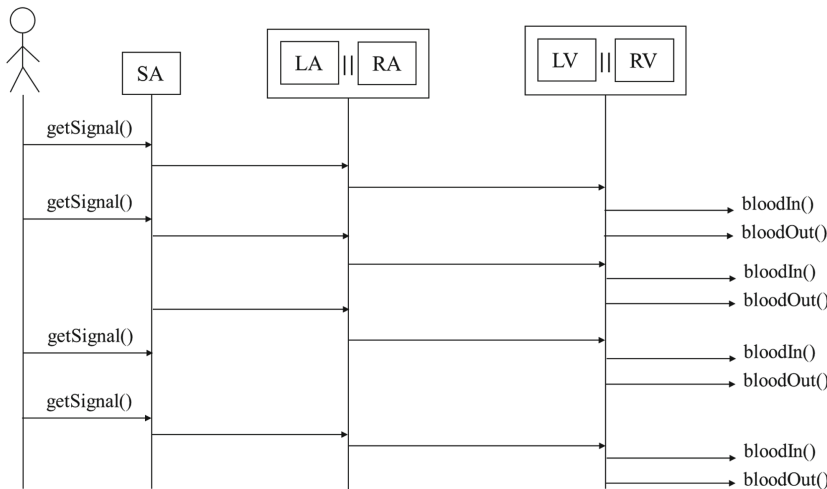 SA
LA || RA
LV || RV
getSignal()
getSignal()
bloodIn()
bloodOut()
bloodIn()
bloodOut()
getSignal()
bloodIn()
bloodOut()
getSignal()
bloodIn()
bloodOut()